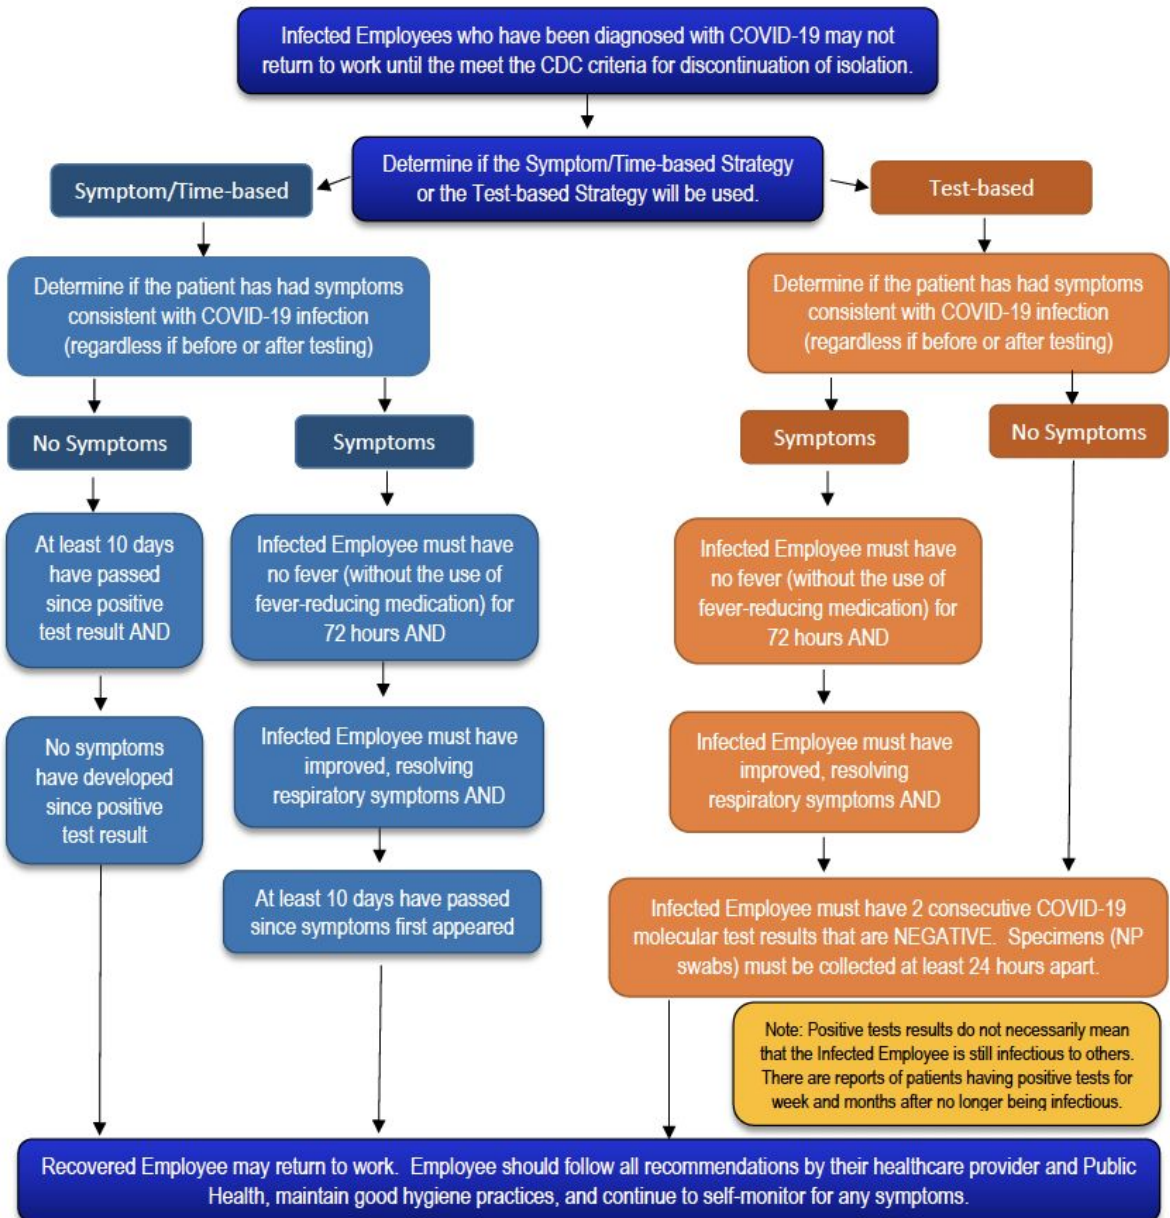 Infected Employees who have been diagnosed with COVID-19 may not
return to work until the meet the CDC criteria for discontinuation of isolation.
Determine if the Symptom/Time-based Strategy
or the Test-based Strategy will be used.
Symptom/Time-based
Test-based
Determine if the patient has had symptoms
consistent with COVID-19 infection
(regardless if before or after testing)
Determine if the patient has had symptoms
consistent with COVID-19 infection
(regardless if before or after testing)
No Symptoms
Symptoms
Symptoms
No Symptoms
At least 10 days
have passed
since positive
test result AND
Infected Employee must have
no fever (without the use of
fever-reducing medication) for
72 hours AND
Infected Employee must have
no fever (without the use of
fever-reducing medication) for
72 hours AND
No symptoms
have developed
since positive
test result
Infected Employee must have
improved, resolving
respiratory symptoms AND
Infected Employee must have
improved, resolving
respiratory symptoms AND
At least 10 days have passed
since symptoms first appeared
Infected Employee must have 2 consecutive COVID-19
molecular test results that are NEGATIVE. Specimens (NP
swabs) must be collected at least 24 hours apart.
Note: Positive tests results do not necessarily mean
that the Infected Employee is still infectious to others.
There are reports of patients having positive tests for
week and months after no longer being infectious.
Recovered Employee may return to work. Employee should follow all recommendations by their healthcare provider and Public
Health, maintain good hygiene practices, and continue to self-monitor for any symptoms.